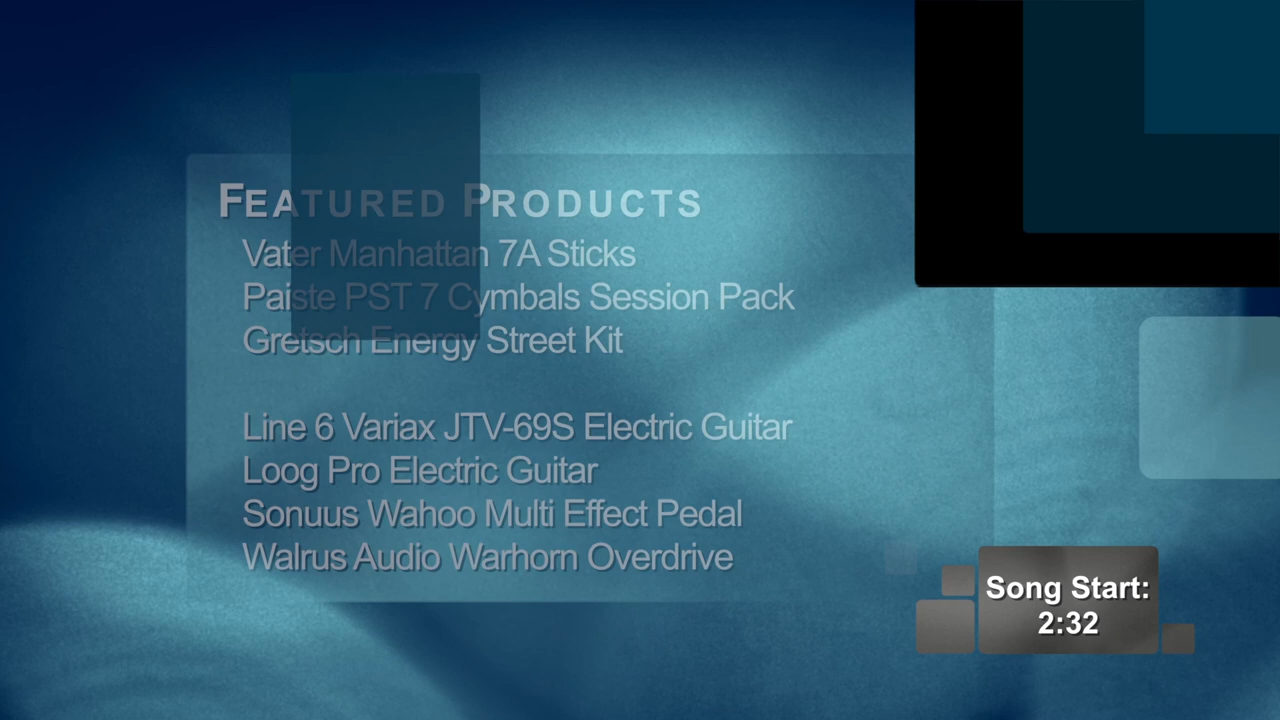 FEATURED PRODUCTS
Vater Manhattan 7A Sticks
Paiste PST 7 Cymbals Session Pack
Gretsch Energy Street Kit
Line 6 Variax JTV-69S Electric Guitar
Loog Pro Electric Guitar
Sonuus Wahoo Multi Effect Pedal
Walrus Audio Warhorn Overdrive
Song Start:
2:32